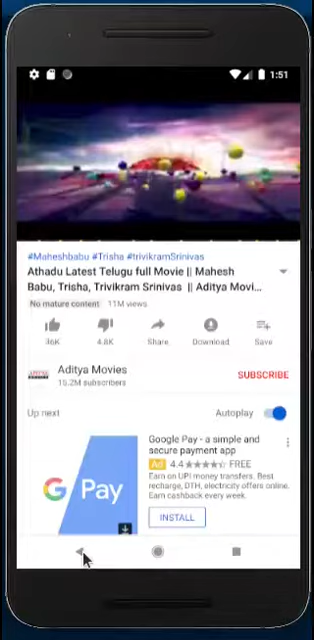 1:51
#Maheshbabu #Trisha #trivikramSrinivas
Athadu Latest Telugu full Movie || Mahesh
Babu, Trisha, Trivikram Srinivas || Aditya Movi...
No mature content 11M views
36K 4.8K Share Download Save
Aditya Movies
15.2M subscribers
SUBSCRIBE
Up next
Autoplay
Google Pay - a simple and
secure payment app
Ad 4.4 FREE
Earn on UPI money transfers. Best
recharge, DTH, electricity offers online.
Earn cashback every week.
INSTALL
G Pay